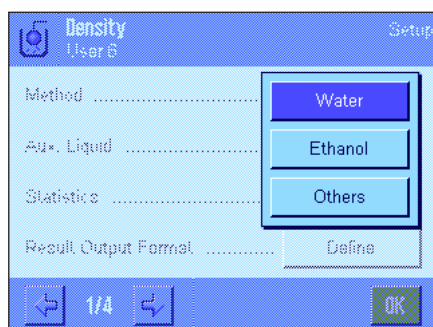 Density
Setup
User 6
Method ........................
Water
Aux. Liquid ....................
Ethanol
Statistics ......................
Others
Result Output Format ............
Define
1/4
OK